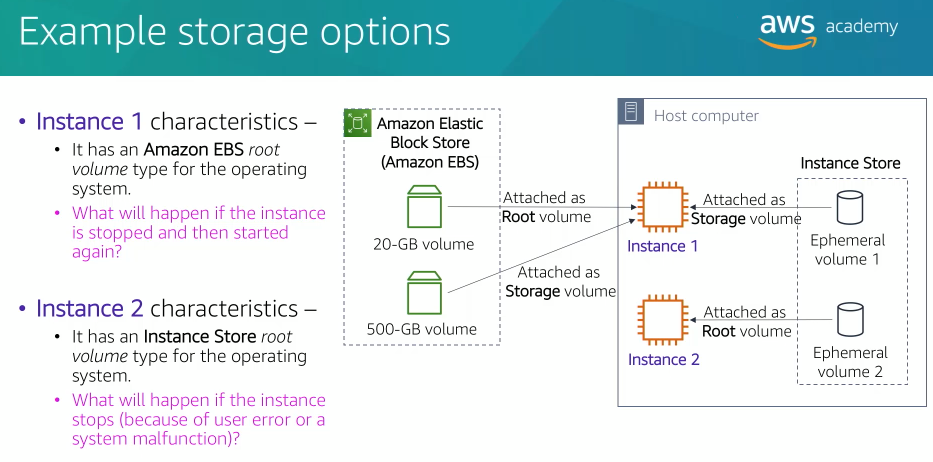 Example storage options
aws academy
• Instance 1 characteristics –
• It has an Amazon EBS root
volume type for the operating
system.
• What will happen if the instance
is stopped and then started
again?
• Instance 2 characteristics –
• It has an Instance Store root
volume type for the operating
system.
• What will happen if the instance
stops (because of user error or a
system malfunction)?
Amazon Elastic
Block Store
(Amazon EBS)
20-GB volume
500-GB volume
Attached as
Root volume
Attached as
Storage volume
Host computer
Instance Store
Instance 1
Attached as
Storage volume
Ephemeral
volume 1
Instance 2
Attached as
Root volume
Ephemeral
volume 2